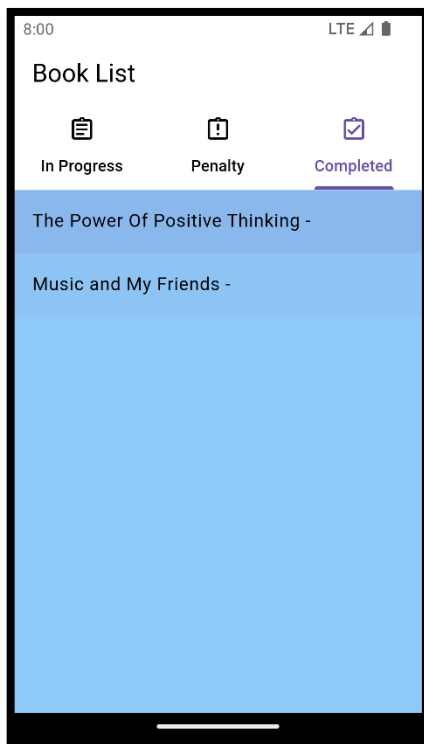 8:00 LTE
Book List
In Progress Penalty Completed
The Power Of Positive Thinking -
Music and My Friends -